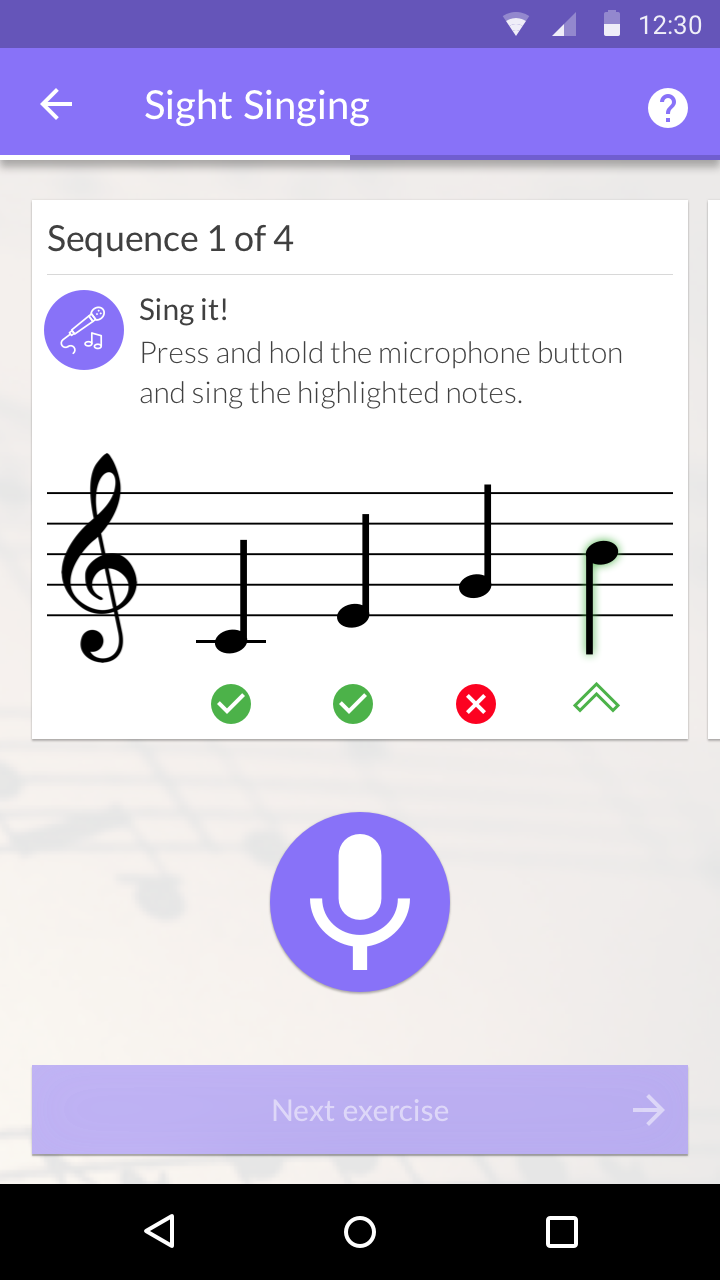 12:30
Sight Singing
Sequence 1 of 4
Sing it!
Press and hold the microphone button
and sing the highlighted notes.
Next exercise